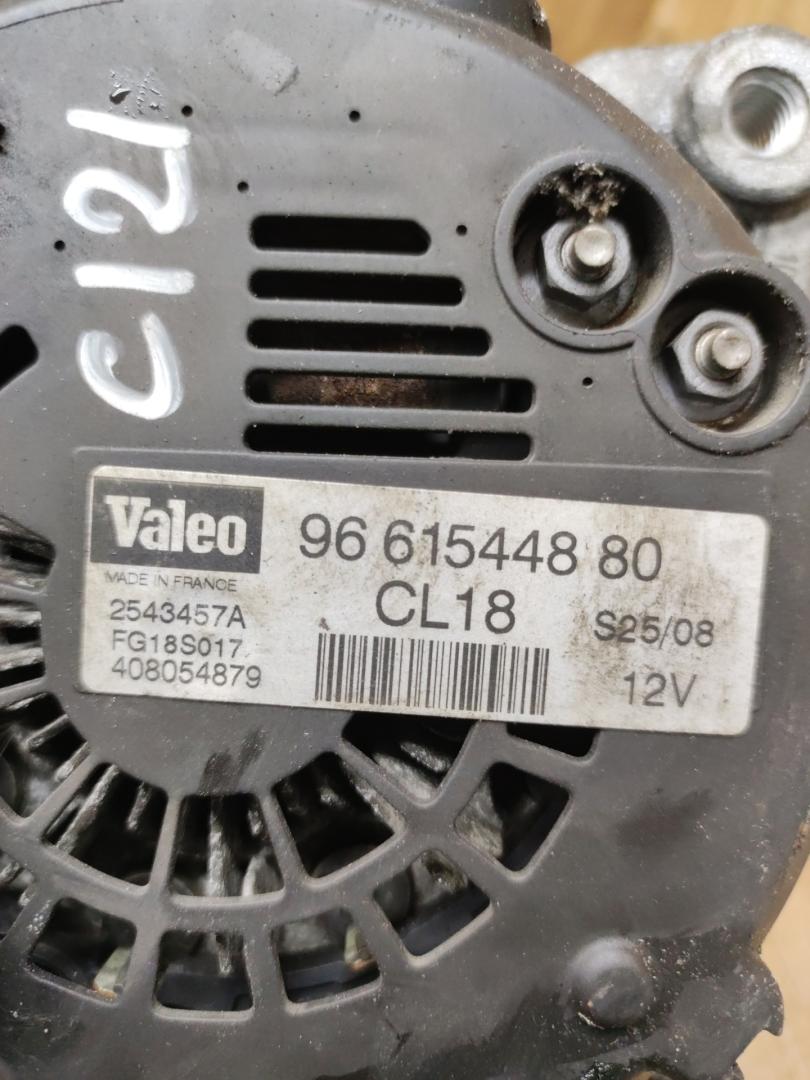 C121
Valeo
MADE IN FRANCE
2543457A
FG18S017
408054879
96 615448 80
CL18
S25/08
12V